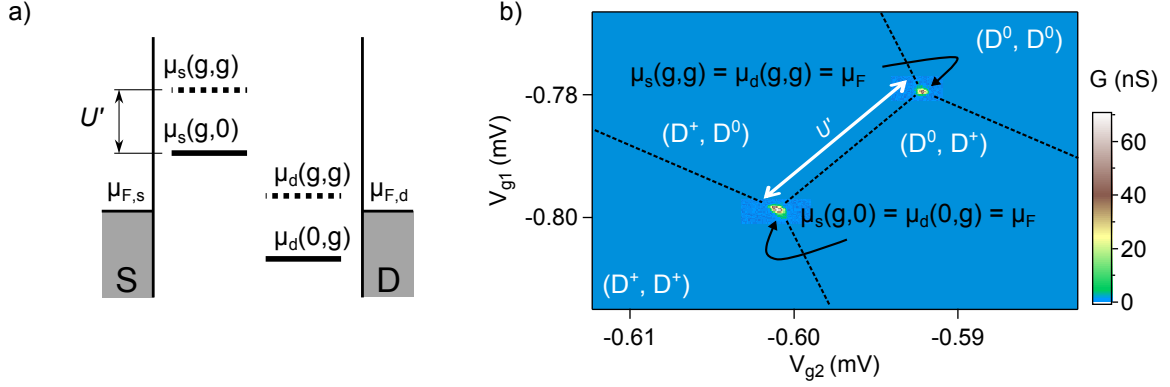 a)
μs(g,g)
U'
μs(g,0)
μd(g,g)
μF,s
μF,d
μd(0,g)
S
D
b)
(D⁰, D⁰)
G (nS)
μs(g,g) = μd(g,g) = μF
-0.78
60
(D⁺, D⁰)
U'
(D⁰, D⁺)
Vg1 (mV)
40
-0.80
μs(g,0) = μd(0,g) = μF
20
(D⁺, D⁺)
0
-0.61
-0.60
-0.59
Vg2 (mV)